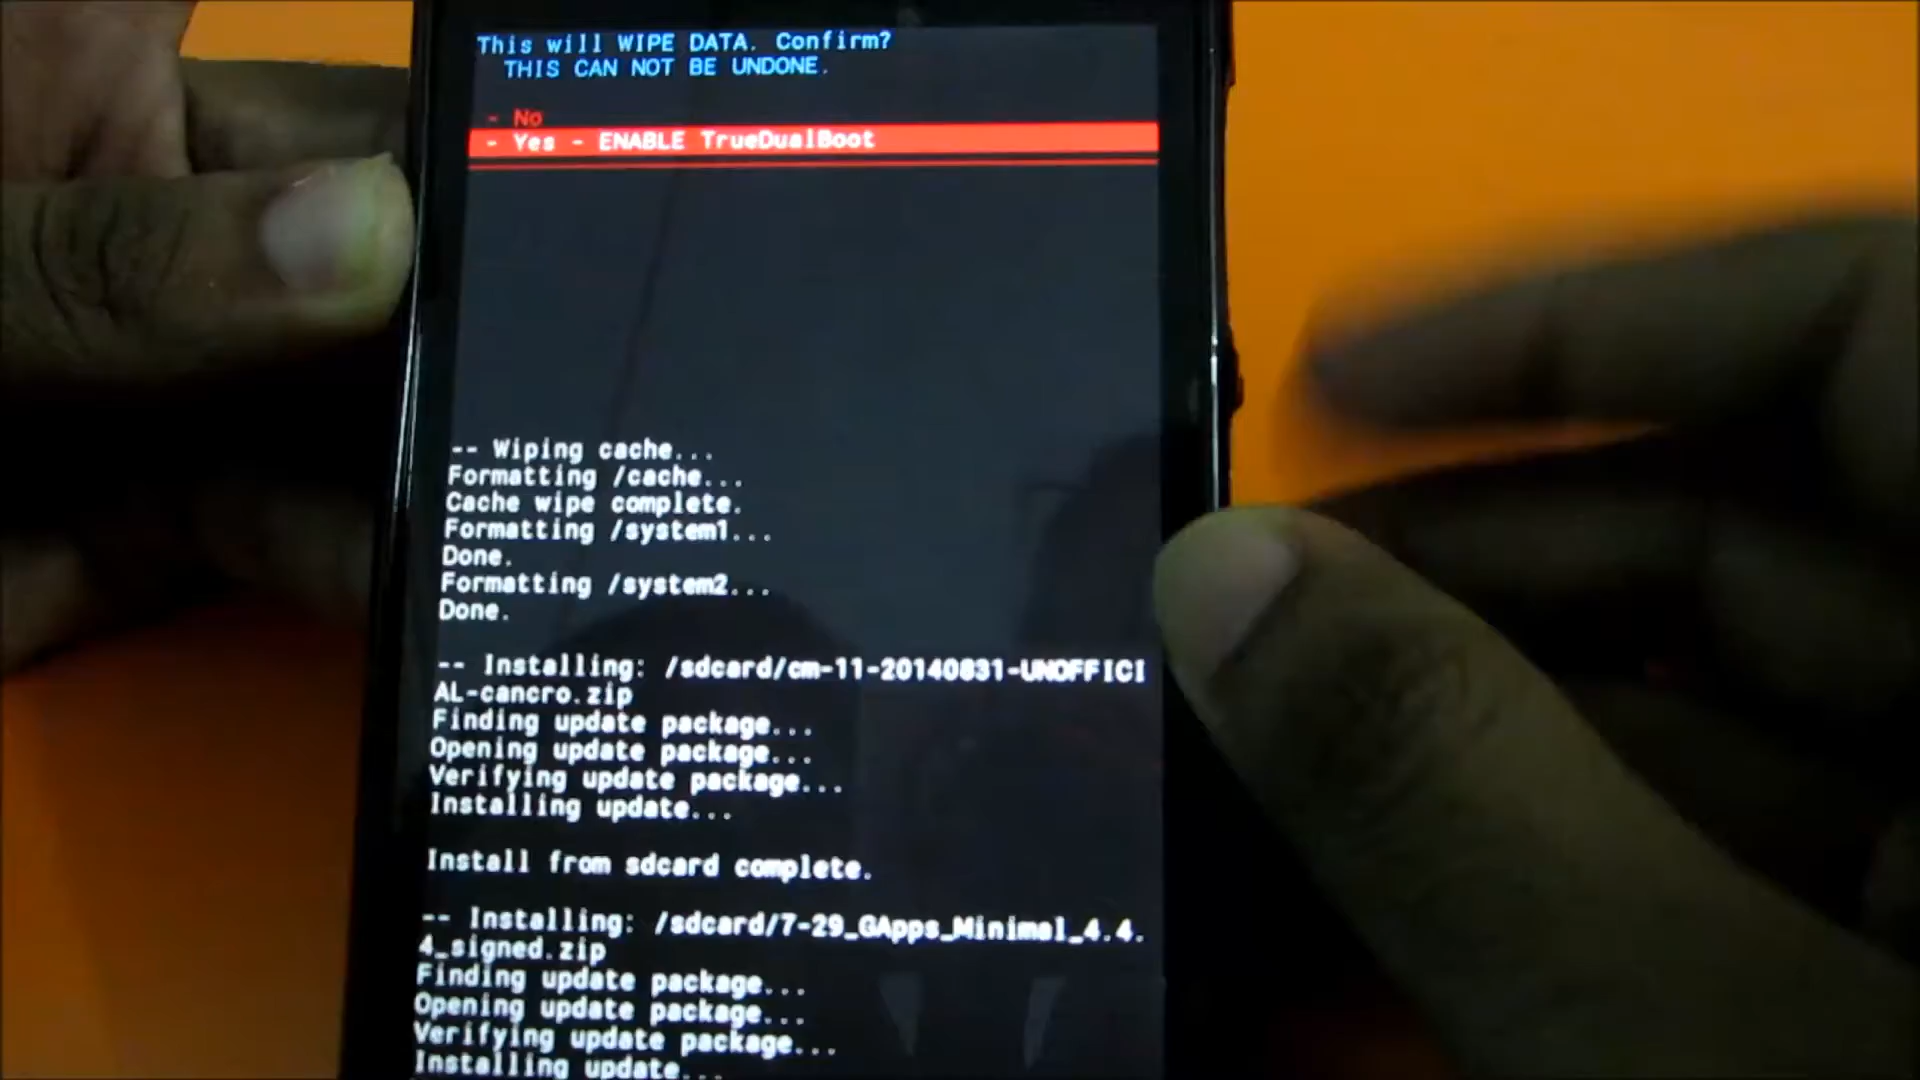 This will WIPE DATA. Confirm?
THIS CAN NOT BE UNDONE.
- No
- Yes - ENABLE TrueDualBoot
-- Wiping cache...
Formatting /cache...
Cache wipe complete.
Formatting /system1...
Done.
Formatting /system2...
Done.
-- Installing: /sdcard/cm-11-20140831-UNOFFICI
AL-cancro.zip
Finding update package...
Opening update package...
Verifying update package...
Installing update...
Install from sdcard complete.
-- Installing: /sdcard/7-29_GApps_Minimal_4.4.
4_signed.zip
Finding update package...
Opening update package...
Verifying update package...
Installing update...